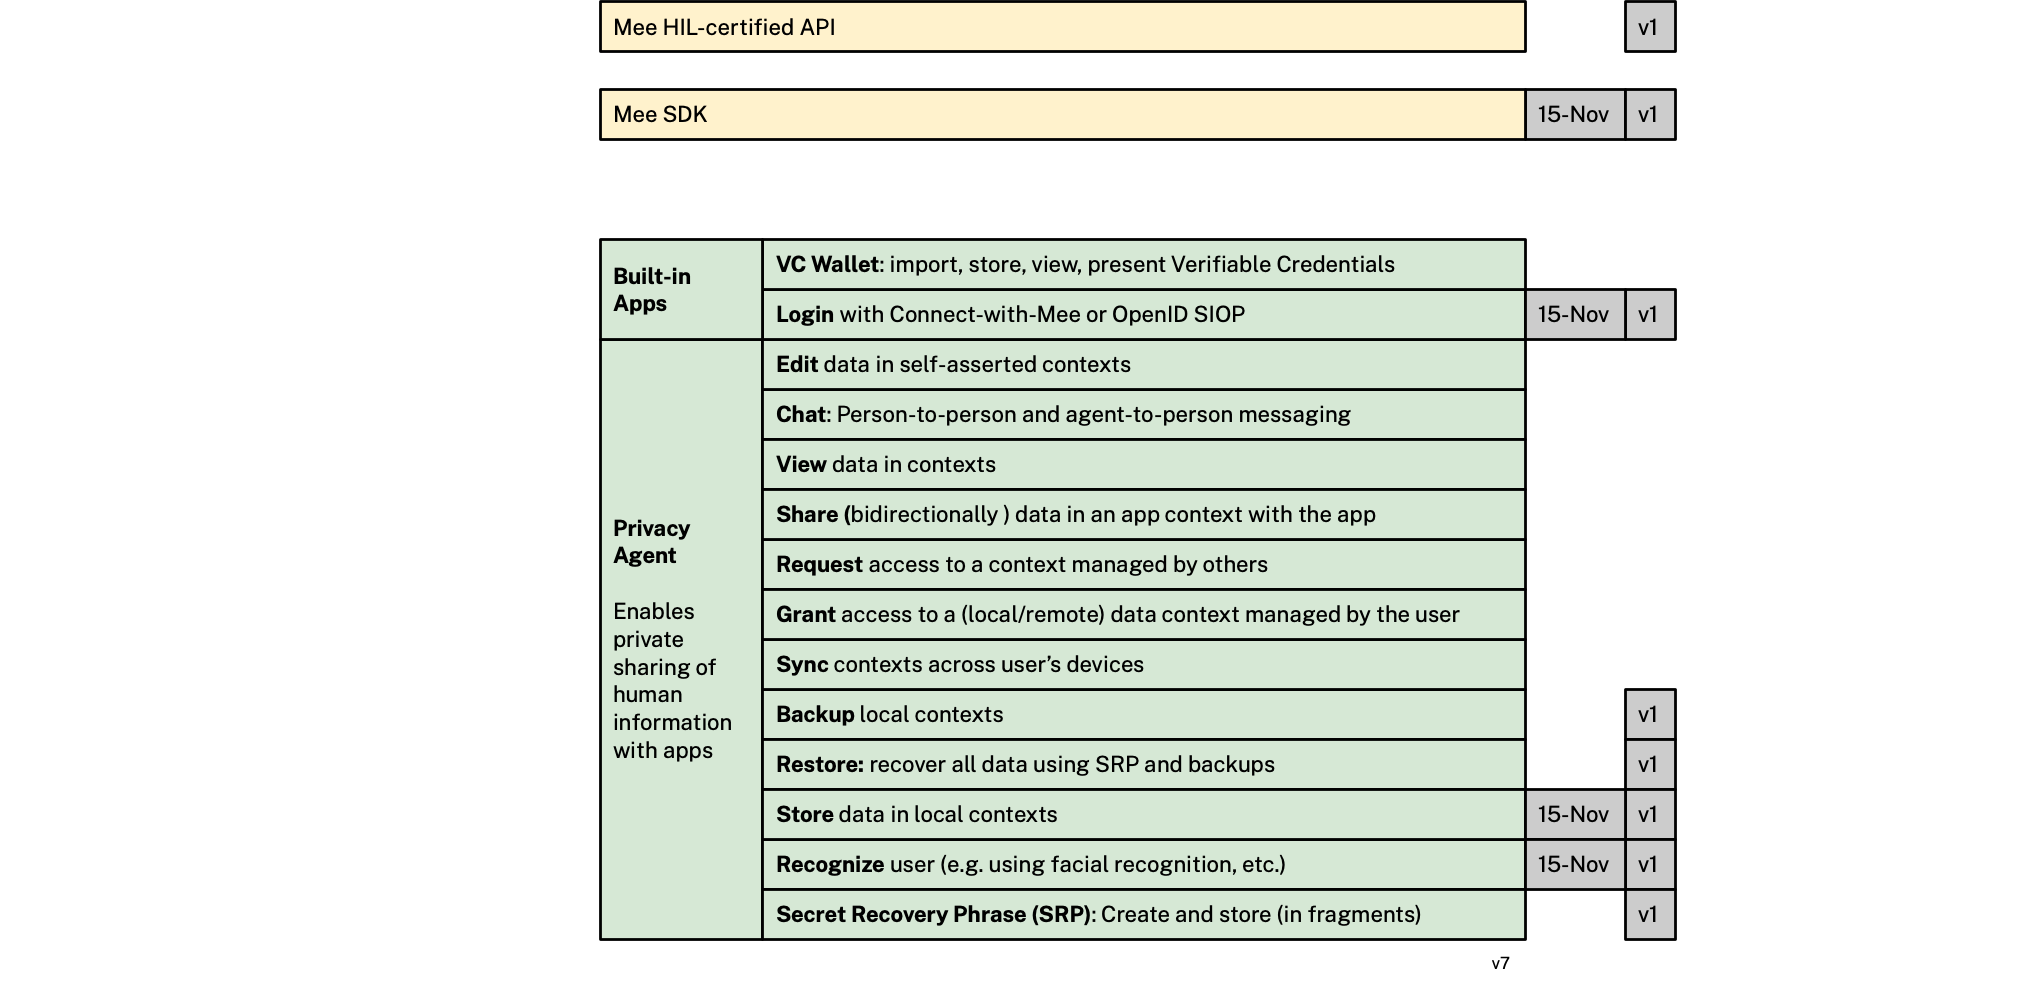 Mee HIL-certified API
v1
Mee SDK
15-Nov
v1
Built-in
Apps
VC Wallet: import, store, view, present Verifiable Credentials
Login with Connect-with-Mee or OpenID SIOP
15-Nov
v1
Privacy
Agent
Enables
private
sharing of
human
information
with apps
Edit data in self-asserted contexts
Chat: Person-to-person and agent-to-person messaging
View data in contexts
Share (bidirectionally ) data in an app context with the app
Request access to a context managed by others
Grant access to a (local/remote) data context managed by the user
Sync contexts across user’s devices
Backup local contexts
v1
Restore: recover all data using SRP and backups
v1
Store data in local contexts
15-Nov
v1
Recognize user (e.g. using facial recognition, etc.)
15-Nov
v1
Secret Recovery Phrase (SRP): Create and store (in fragments)
v1
v7